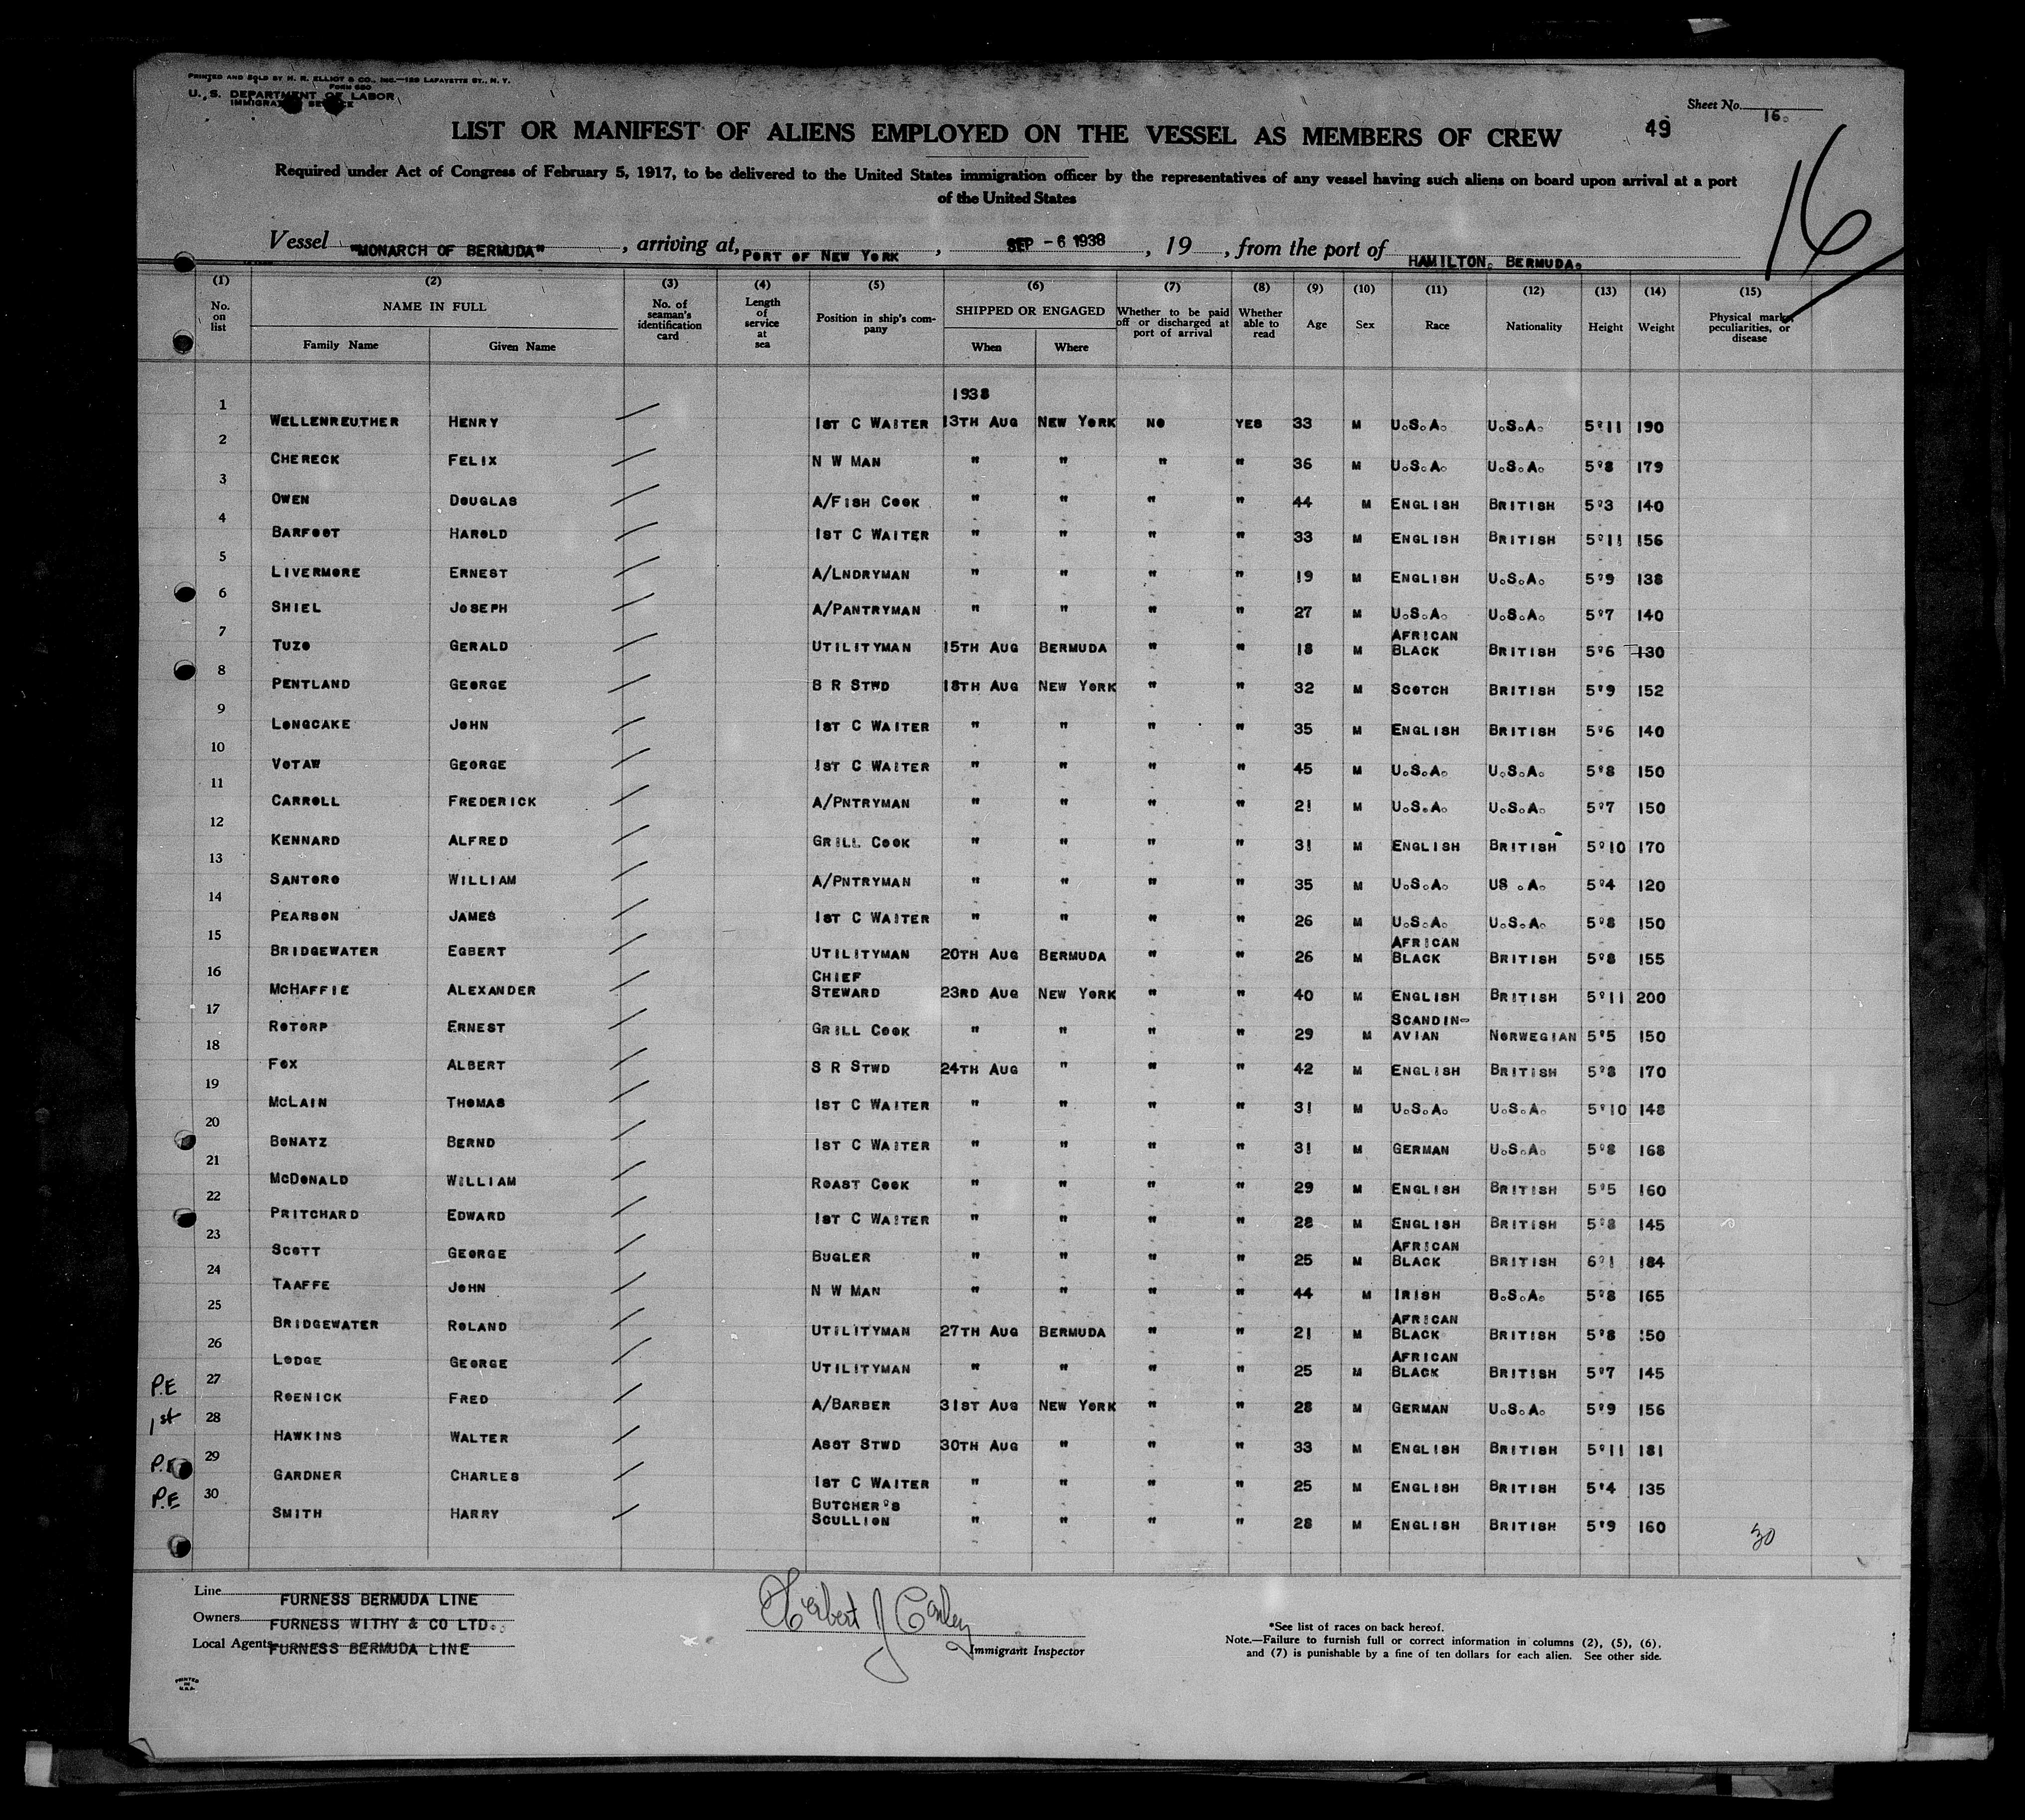 PRINTED AND SOLD BY H. R. ELLIOT & CO., INC.—129 LAFAYETTE ST., N. Y.
FORM 680
U. S. DEPARTMENT OF LABOR
IMMIGRATION SERVICE
Sheet No. 16.
49
16
LIST OR MANIFEST OF ALIENS EMPLOYED ON THE VESSEL AS MEMBERS OF CREW
Required under Act of Congress of February 5, 1917, to be delivered to the United States immigration officer by the representatives of any vessel having such aliens on board upon arrival at a port
of the United States
Vessel "MONARCH OF BERMUDA", arriving at, PORT OF NEW YORK, SEP - 6 1938, 19, from the port of HAMILTON, BERMUDA.
(1) (2) (3) (4) (5) (6) (7) (8) (9) (10) (11) (12) (13) (14) (15)
No. on list NAME IN FULL Family Name Given Name No. of seaman's identification card Length of service at sea Position in ship's company SHIPPED OR ENGAGED When Where Whether to be paid off or discharged at port of arrival Whether able to read Age Sex Race Nationality Height Weight Physical marks, peculiarities, or disease
1938
1 WELLENREUTHER HENRY 1ST C WAITER 13TH AUG NEW YORK NO YES 33 M U.S.A. U.S.A. 5'11 190
2 CHERECK FELIX N W MAN " " " " 36 M U.S.A. U.S.A. 5'8 179
3 OWEN DOUGLAS A/FISH COOK " " " " 44 M ENGLISH BRITISH 5'3 140
4 BARFOOT HAROLD 1ST C WAITER " " " " 33 M ENGLISH BRITISH 5'11 156
5 LIVERMORE ERNEST A/LNDRYMAN " " " " 19 M ENGLISH U.S.A. 5'9 138
6 SHIEL JOSEPH A/PANTRYMAN " " " " 27 M U.S.A. U.S.A. 5'7 140
7 TUZO GERALD UTILITYMAN 15TH AUG BERMUDA " " 18 M AFRICAN BLACK BRITISH 5'6 130
8 PENTLAND GEORGE B R STWD 18TH AUG NEW YORK " " 32 M SCOTCH BRITISH 5'9 152
9 LONGCAKE JOHN 1ST C WAITER " " " " 35 M ENGLISH BRITISH 5'6 140
10 VOTAW GEORGE 1ST C WAITER " " " " 45 M U.S.A. U.S.A. 5'8 150
11 CARROLL FREDERICK A/PNTRYMAN " " " " 21 M U.S.A. U.S.A. 5'7 150
12 KENNARD ALFRED GRILL COOK " " " " 31 M ENGLISH BRITISH 5'10 170
13 SANTORO WILLIAM A/PNTRYMAN " " " " 35 M U.S.A. US .A. 5'4 120
14 PEARSON JAMES 1ST C WAITER " " " " 26 M U.S.A. U.S.A. 5'8 150
15 BRIDGEWATER EGBERT UTILITYMAN 20TH AUG BERMUDA " " 26 M AFRICAN BLACK BRITISH 5'8 155
16 MCHAFFIE ALEXANDER CHIEF STEWARD 23RD AUG NEW YORK " " 40 M ENGLISH BRITISH 5'11 200
17 ROTORP ERNEST GRILL COOK " " " " 29 M SCANDIN-AVIAN NORWEGIAN 5'5 150
18 FOX ALBERT S R STWD 24TH AUG " " " 42 M ENGLISH BRITISH 5'8 170
19 MCLAIN THOMAS 1ST C WAITER " " " " 31 M U.S.A. U.S.A. 5'10 148
20 BONATZ BERND 1ST C WAITER " " " " 31 M GERMAN U.S.A. 5'8 168
21 MCDONALD WILLIAM ROAST COOK " " " " 29 M ENGLISH BRITISH 5'5 160
22 PRITCHARD EDWARD 1ST C WAITER " " " " 28 M ENGLISH BRITISH 5'8 145
23 SCOTT GEORGE BUGLER " " " " 25 M AFRICAN BLACK BRITISH 6'1 184
24 TAAFFE JOHN N W MAN " " " " 44 M IRISH B.S.A. 5'8 165
25 BRIDGEWATER ROLAND UTILITYMAN 27TH AUG BERMUDA " " 21 M AFRICAN BLACK BRITISH 5'8 150
26 LODGE GEORGE UTILITYMAN " " " " 25 M AFRICAN BLACK BRITISH 5'7 145
P.E 27 ROENICK FRED A/BARBER 31ST AUG NEW YORK " " 28 M GERMAN U.S.A. 5'9 156
1st 28 HAWKINS WALTER ASST STWD 30TH AUG " " " 33 M ENGLISH BRITISH 5'11 181
P.E 29 GARDNER CHARLES 1ST C WAITER " " " " 25 M ENGLISH BRITISH 5'4 135
P.E 30 SMITH HARRY BUTCHER'S SCULLION " " " " 28 M ENGLISH BRITISH 5'9 160
30
Line FURNESS BERMUDA LINE
Owners FURNESS WITHY & CO LTD.
Local Agents FURNESS BERMUDA LINE
Herbert J Conley
Immigrant Inspector
*See list of races on back hereof.
Note.—Failure to furnish full or correct information in columns (2), (5), (6),
and (7) is punishable by a fine of ten dollars for each alien. See other side.
PRINTED
IN
U.S.A.